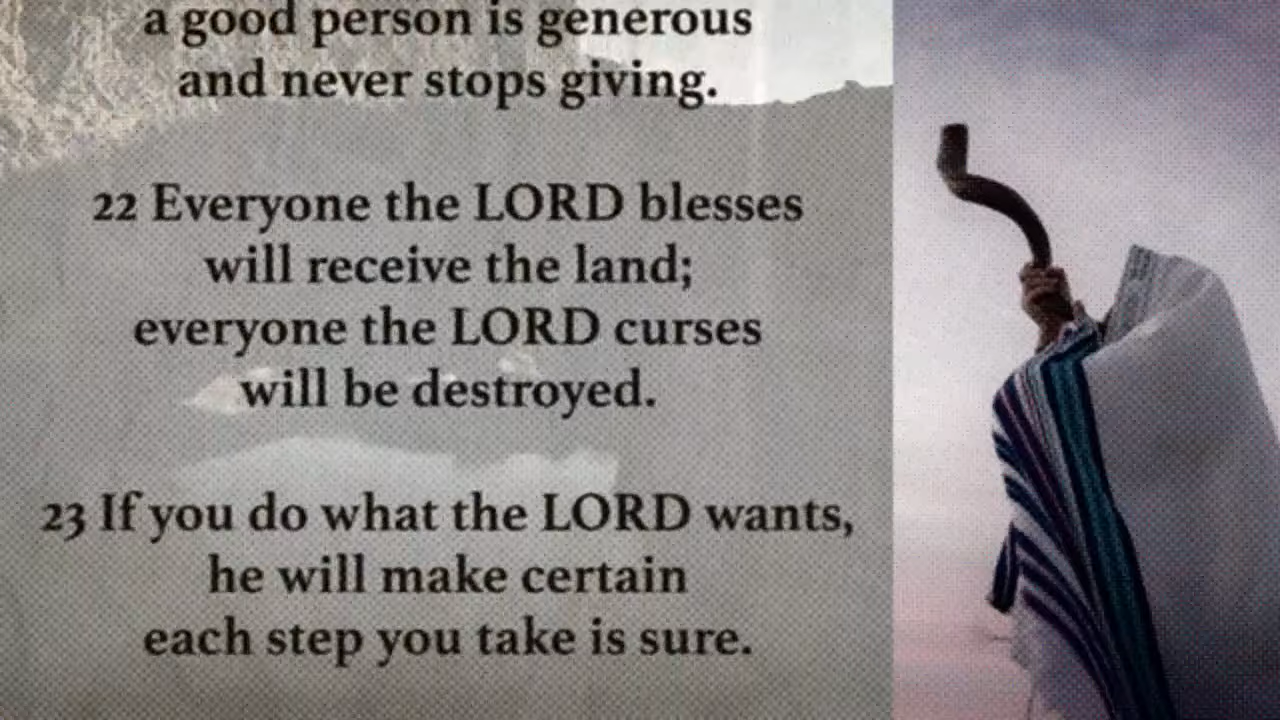 a good person is generous
and never stops giving.
22 Everyone the LORD blesses
will receive the land;
everyone the LORD curses
will be destroyed.
23 If you do what the LORD wants,
he will make certain
each step you take is sure.